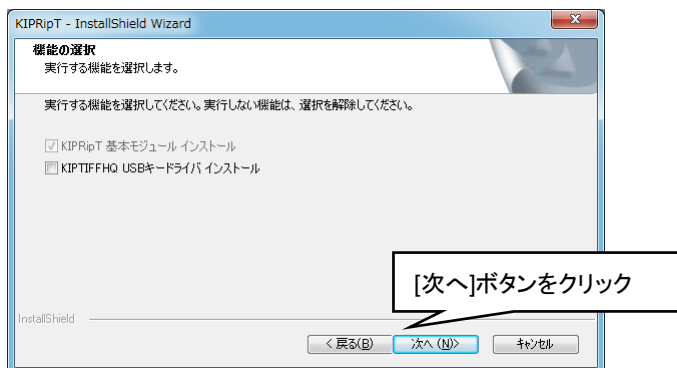 KIPRipT - InstallShield Wizard
機能の選択
実行する機能を選択します。
実行する機能を選択してください。実行しない機能は、選択を解除してください。
KIPRipT 基本モジュール インストール
KIPTIFFHQ USBキードライバ インストール
[次へ]ボタンをクリック
InstallShield
< 戻る(B)
次へ (N)>
キャンセル